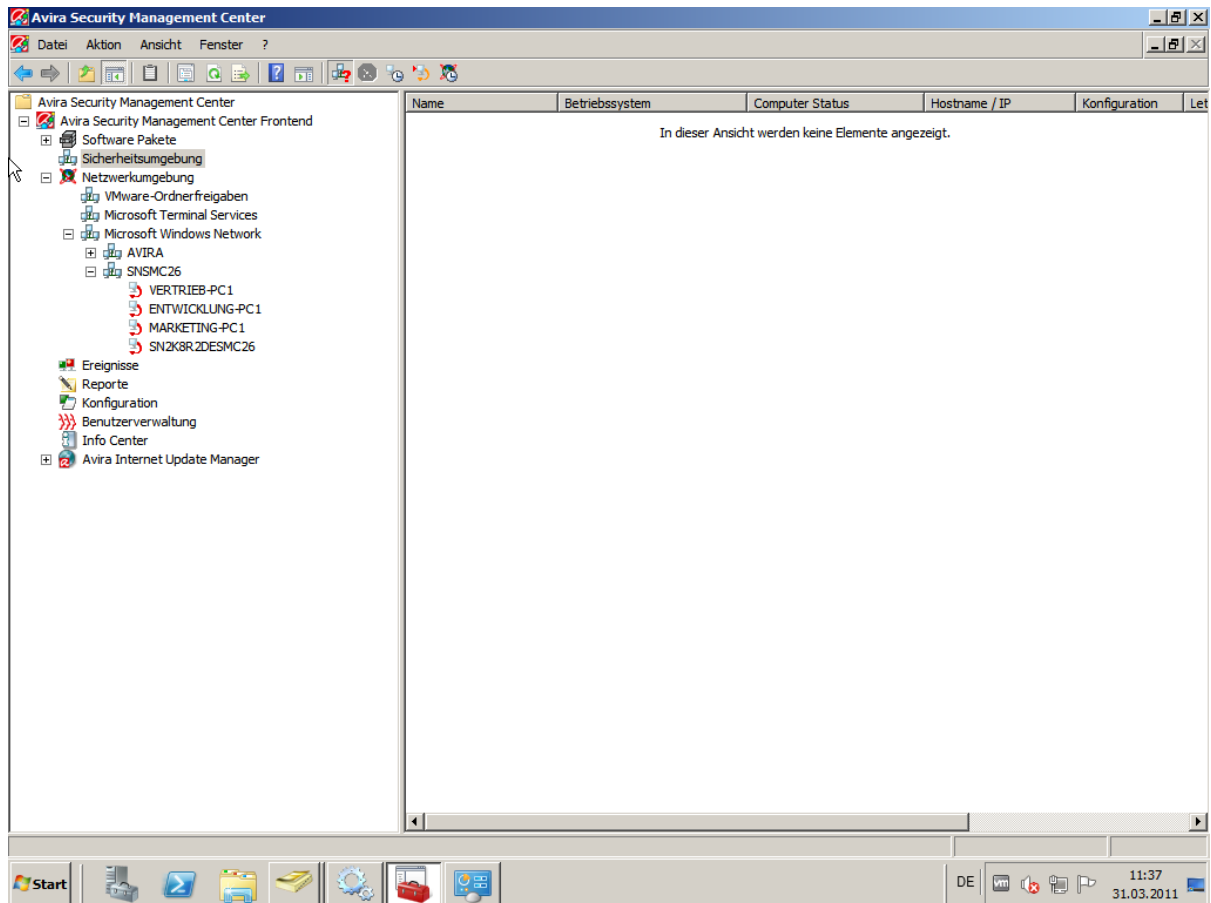 Avira Security Management Center
Datei Aktion Ansicht Fenster ?
Avira Security Management Center
Avira Security Management Center Frontend
Software Pakete
Sicherheitsumgebung
Netzwerkumgebung
VMware-Ordnerfreigaben
Microsoft Terminal Services
Microsoft Windows Network
AVIRA
SNSMC26
VERTRIEB-PC1
ENTWICKLUNG-PC1
MARKETING-PC1
SN2K8R2DESMC26
Ereignisse
Reporte
Konfiguration
Benutzerverwaltung
Info Center
Avira Internet Update Manager
Name Betriebssystem Computer Status Hostname / IP Konfiguration Let
In dieser Ansicht werden keine Elemente angezeigt.
Start
DE
vm
11:37
31.03.2011